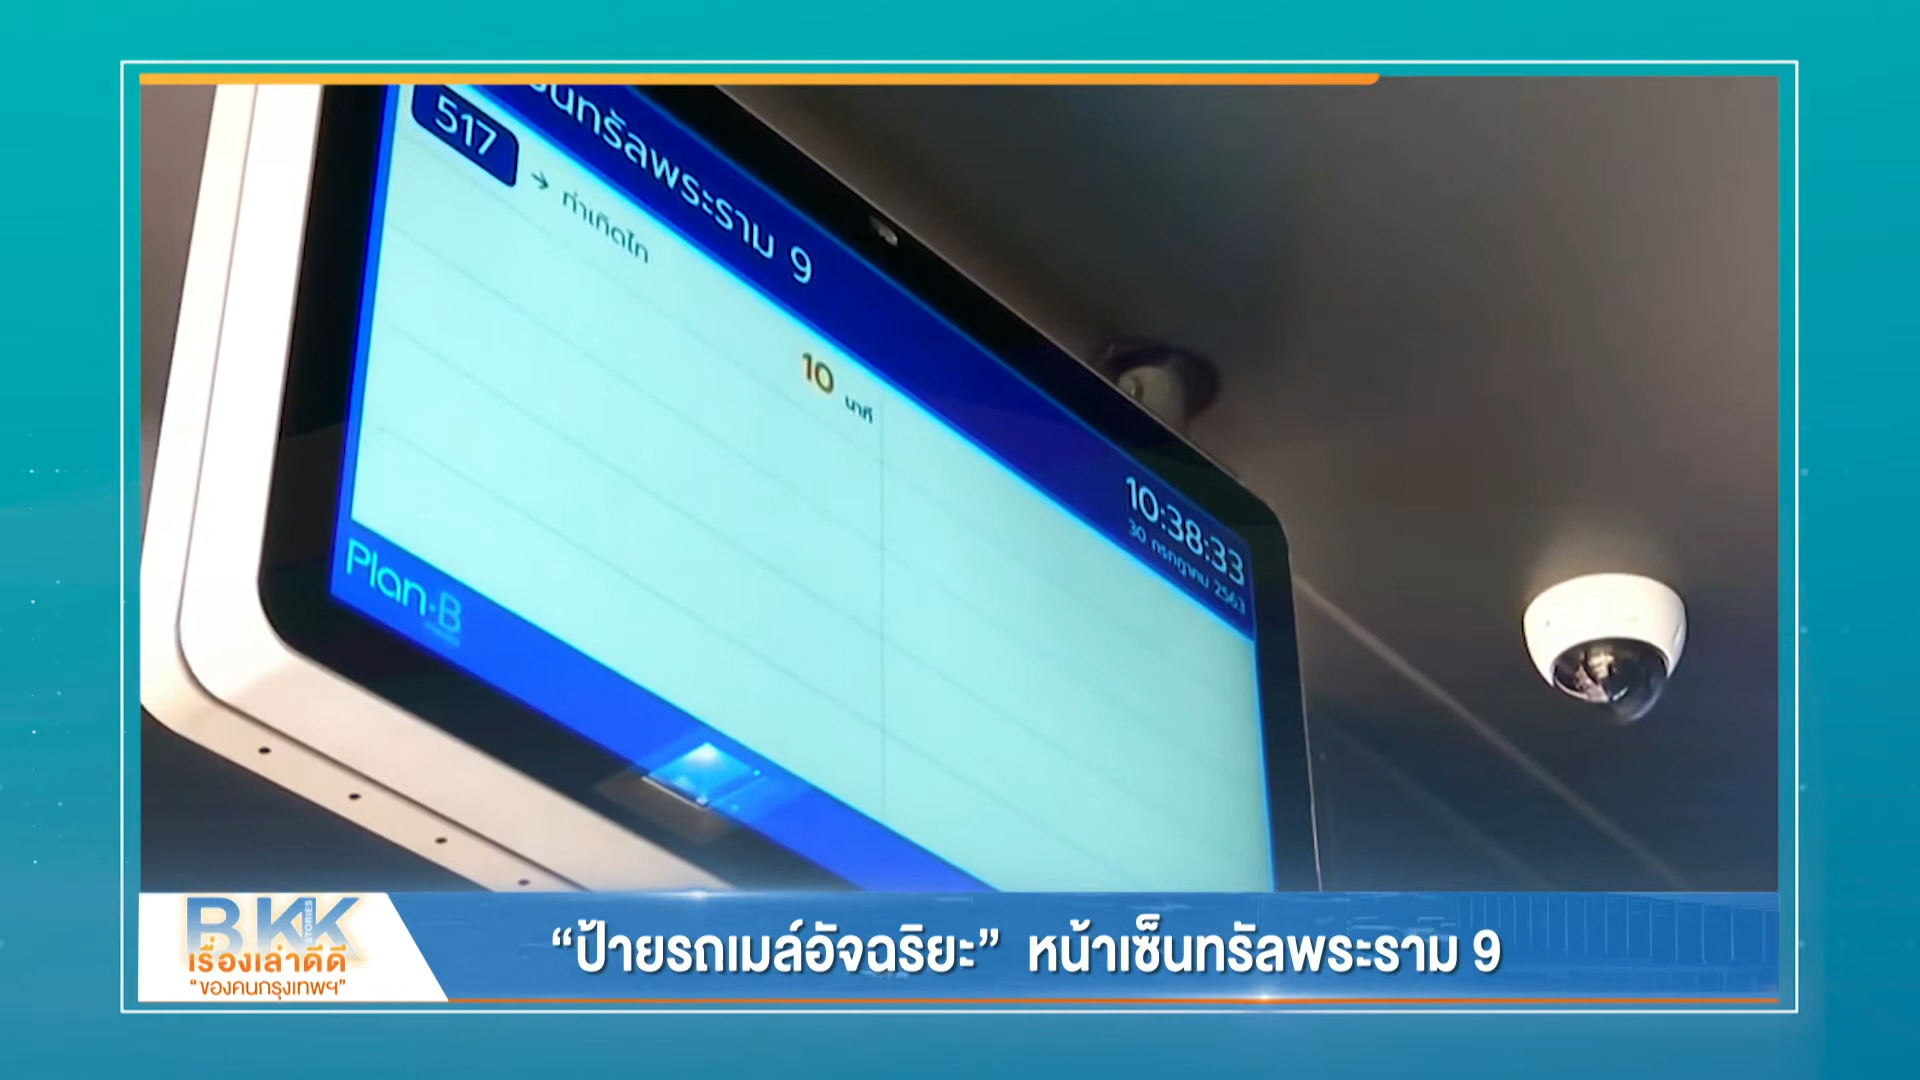 นทรัลพระราม 9
517 → ท่าเทิดไท
10 นาที
10:38:33
30 กรกฎาคม 2563
Plan•B
BKK
STORIES
เรื่องเล่าดีดี
“ของคนกรุงเทพฯ”
“ป้ายรถเมล์อัจฉริยะ” หน้าเซ็นทรัลพระราม 9